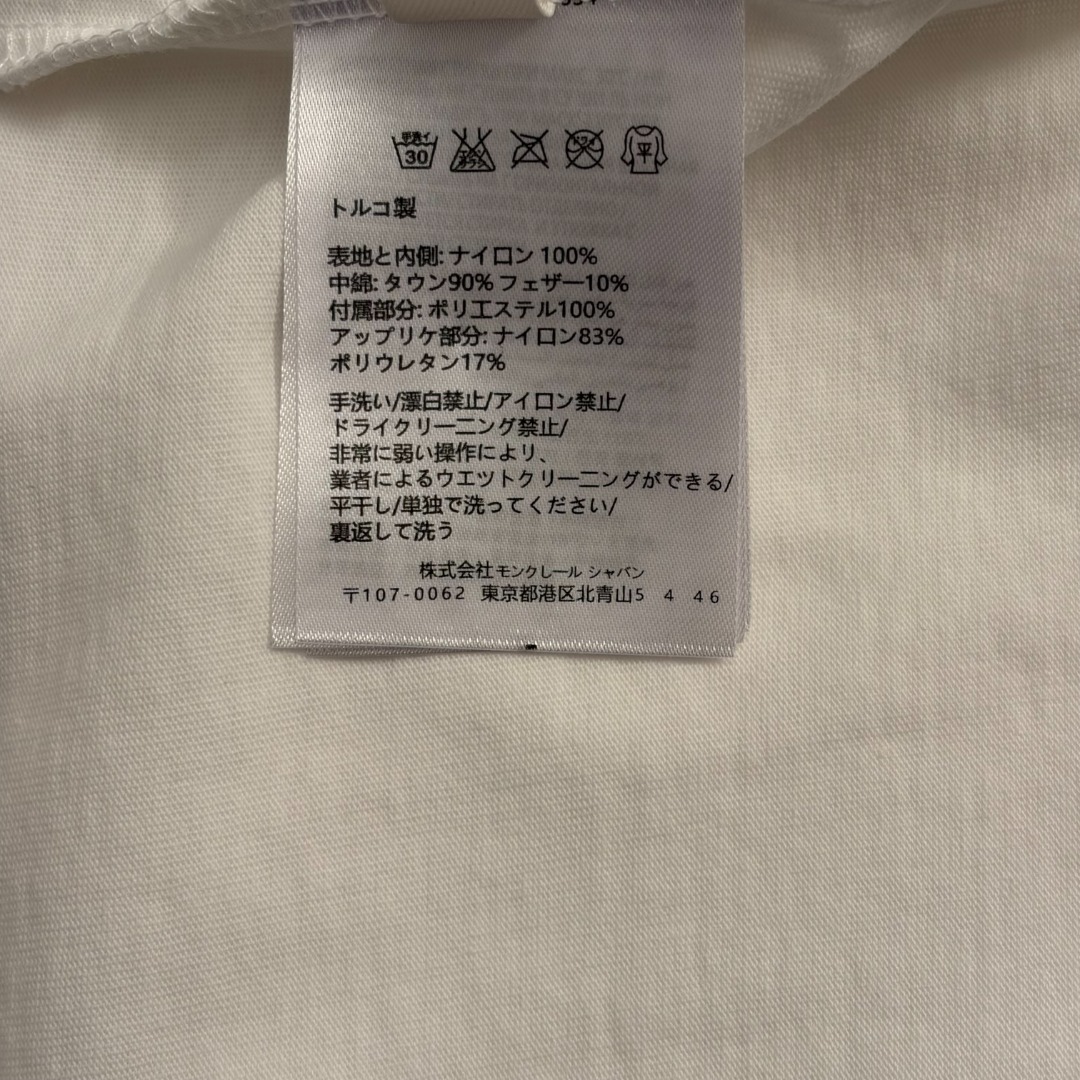 手洗イ
30
平
トルコ製
表地と内側: ナイロン 100%
中綿: タウン90% フェザー10%
付属部分: ポリエステル100%
アップリケ部分: ナイロン83%
ポリウレタン17%
手洗い/漂白禁止/アイロン禁止/
ドライクリーニング禁止/
非常に弱い操作により、
業者によるウエツトクリーニングができる/
平干し/単独で洗ってください/
裏返して洗う
株式会社モンクレール シャバン
〒107-0062 東京都港区北青山5 4 46